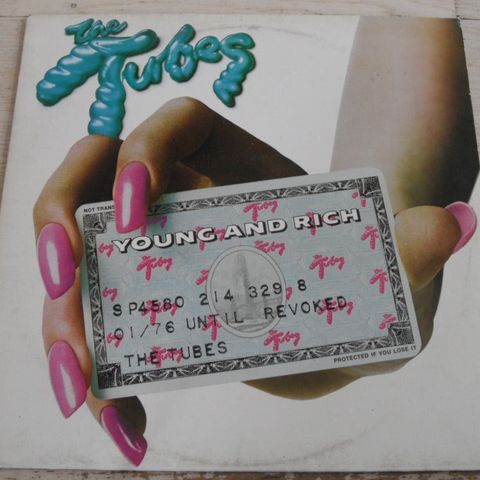 the
Tubes
NOT TRANS
YOUNG AND RICH
SP4580 214 329 8
01/76 UNTIL REVOKED
THE TUBES
PROTECTED IF YOU LOSE IT